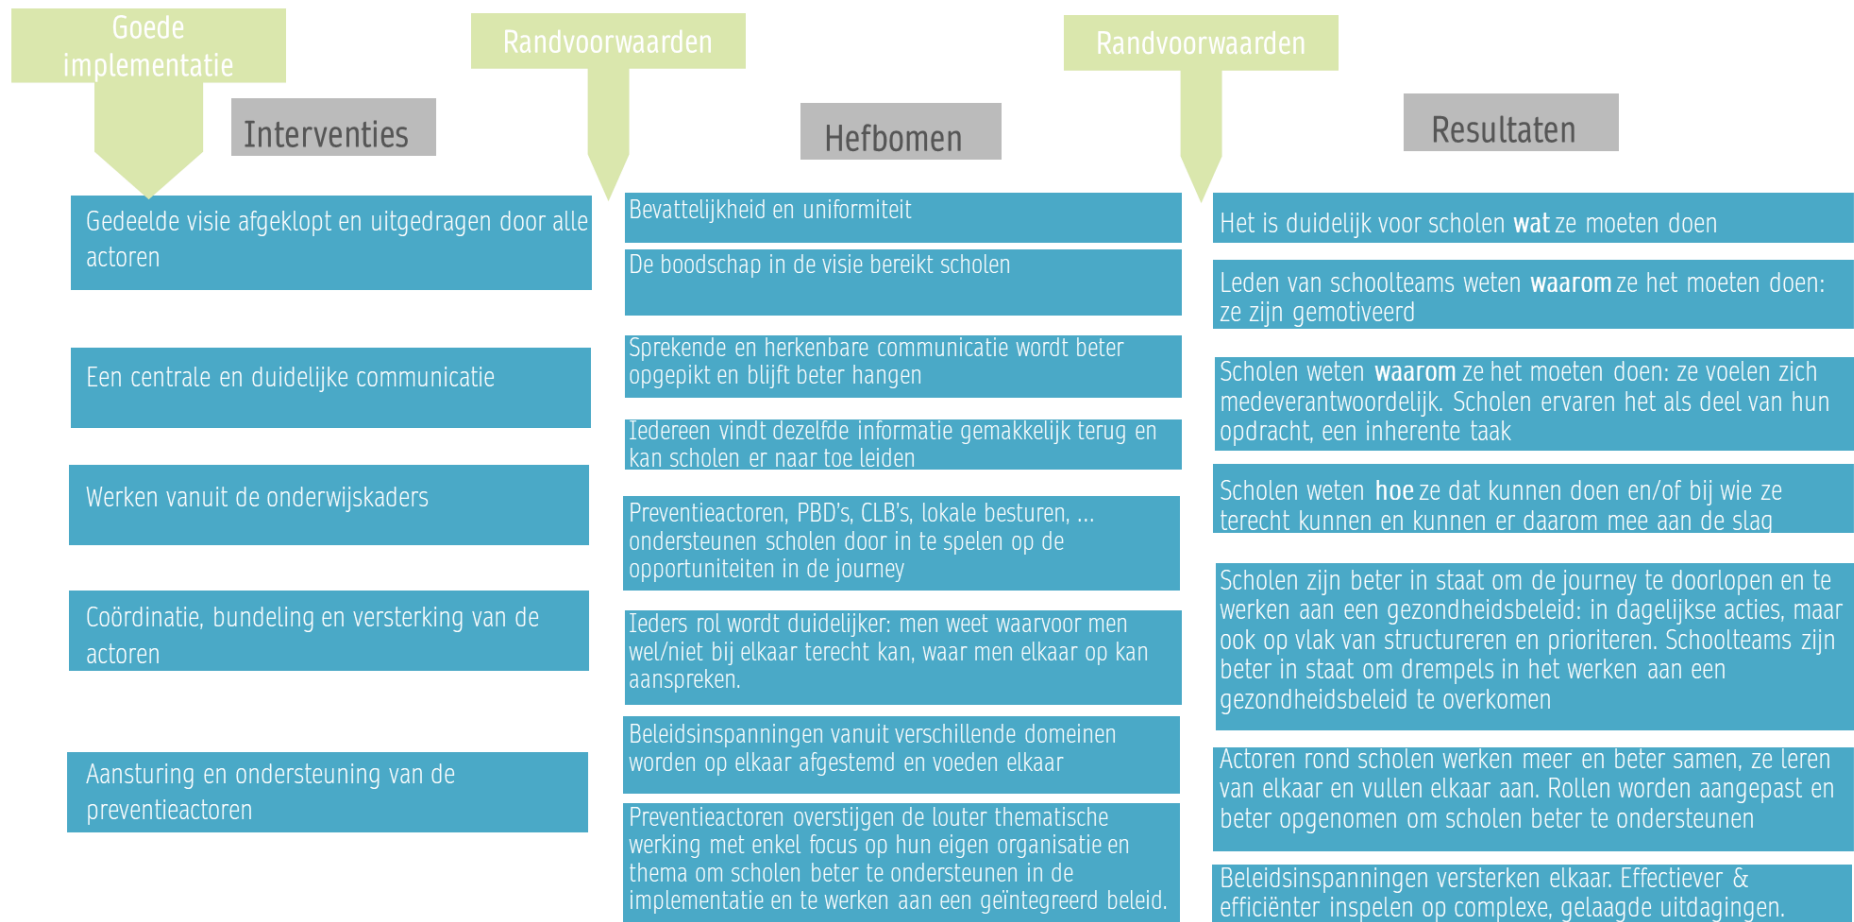 Goede
implementatie
Randvoorwaarden
Randvoorwaarden
Interventies
Hefbomen
Resultaten
Gedeelde visie afgeklopt en uitgedragen door alle
actoren
Een centrale en duidelijke communicatie
Werken vanuit de onderwijskaders
Coördinatie, bundeling en versterking van de
actoren
Aansturing en ondersteuning van de
preventieactoren
Bevattelijkheid en uniformiteit
De boodschap in de visie bereikt scholen
Sprekende en herkenbare communicatie wordt beter
opgepikt en blijft beter hangen
Iedereen vindt dezelfde informatie gemakkelijk terug en
kan scholen er naar toe leiden
Preventieactoren, PBD's, CLB's, lokale besturen, ...
ondersteunen scholen door in te spelen op de
opportuniteiten in de journey
Ieders rol wordt duidelijker: men weet waarvoor men
wel/niet bij elkaar terecht kan, waar men elkaar op kan
aanspreken.
Beleidsinspanningen vanuit verschillende domeinen
worden op elkaar afgestemd en voeden elkaar
Preventieactoren overstijgen de louter thematische
werking met enkel focus op hun eigen organisatie en
thema om scholen beter te ondersteunen in de
implementatie en te werken aan een geïntegreerd beleid.
Het is duidelijk voor scholen wat ze moeten doen
Leden van schoolteams weten waarom ze het moeten doen:
ze zijn gemotiveerd
Scholen weten waarom ze het moeten doen: ze voelen zich
medeverantwoordelijk. Scholen ervaren het als deel van hun
opdracht, een inherente taak
Scholen weten hoe ze dat kunnen doen en/of bij wie ze
terecht kunnen en kunnen er daarom mee aan de slag
Scholen zijn beter in staat om de journey te doorlopen en te
werken aan een gezondheidsbeleid: in dagelijkse acties, maar
ook op vlak van structureren en prioriteren. Schoolteams zijn
beter in staat om drempels in het werken aan een
gezondheidsbeleid te overkomen
Actoren rond scholen werken meer en beter samen, ze leren
van elkaar en vullen elkaar aan. Rollen worden aangepast en
beter opgenomen om scholen beter te ondersteunen
Beleidsinspanningen versterken elkaar. Effectiever &
efficiënter inspelen op complexe, gelaagde uitdagingen.